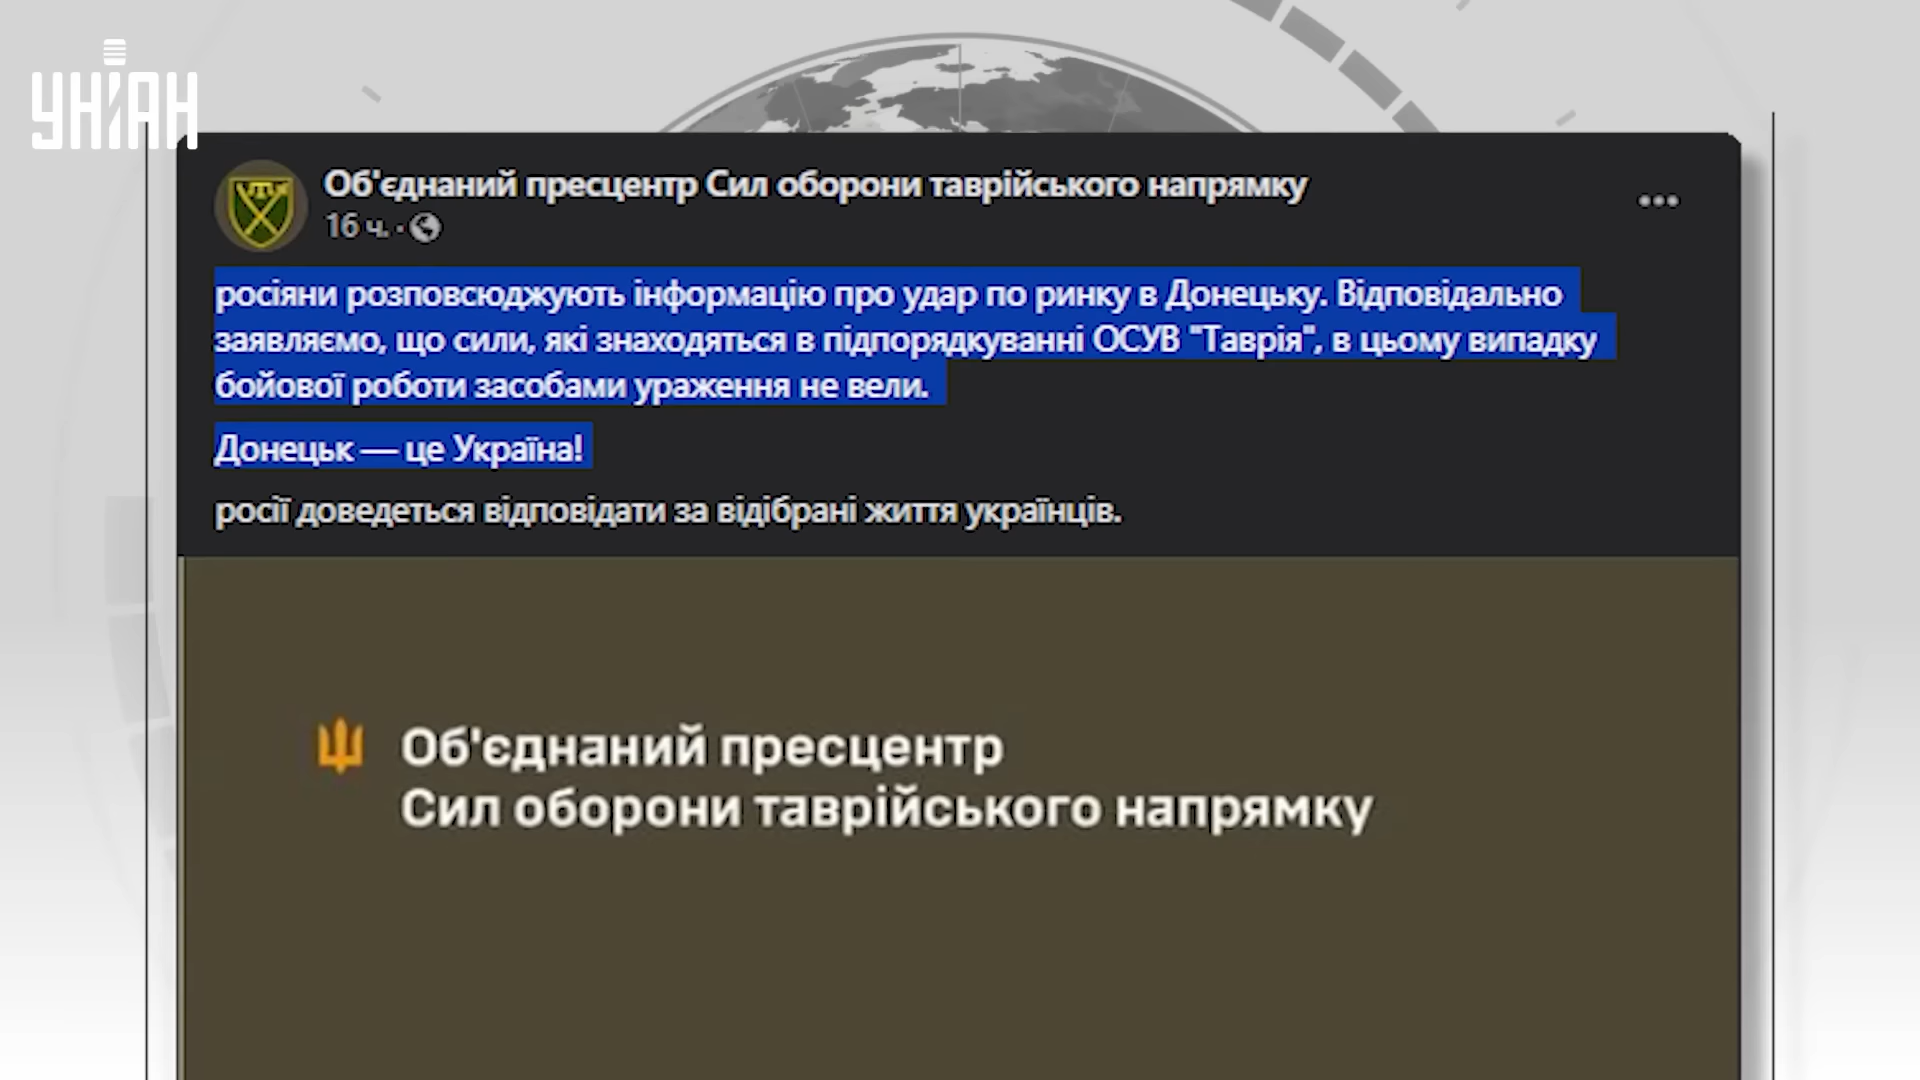 УНІАН
Об'єднаний пресцентр Сил оборони таврійського напрямку
16 ч. ·
росіяни розповсюджують інформацію про удар по ринку в Донецьку. Відповідально
заявляємо, що сили, які знаходяться в підпорядкуванні ОСУВ "Таврія", в цьому випадку
бойової роботи засобами ураження не вели.
Донецьк — це Україна!
росії доведеться відповідати за відібрані життя українців.
Об'єднаний пресцентр
Сил оборони таврійського напрямку